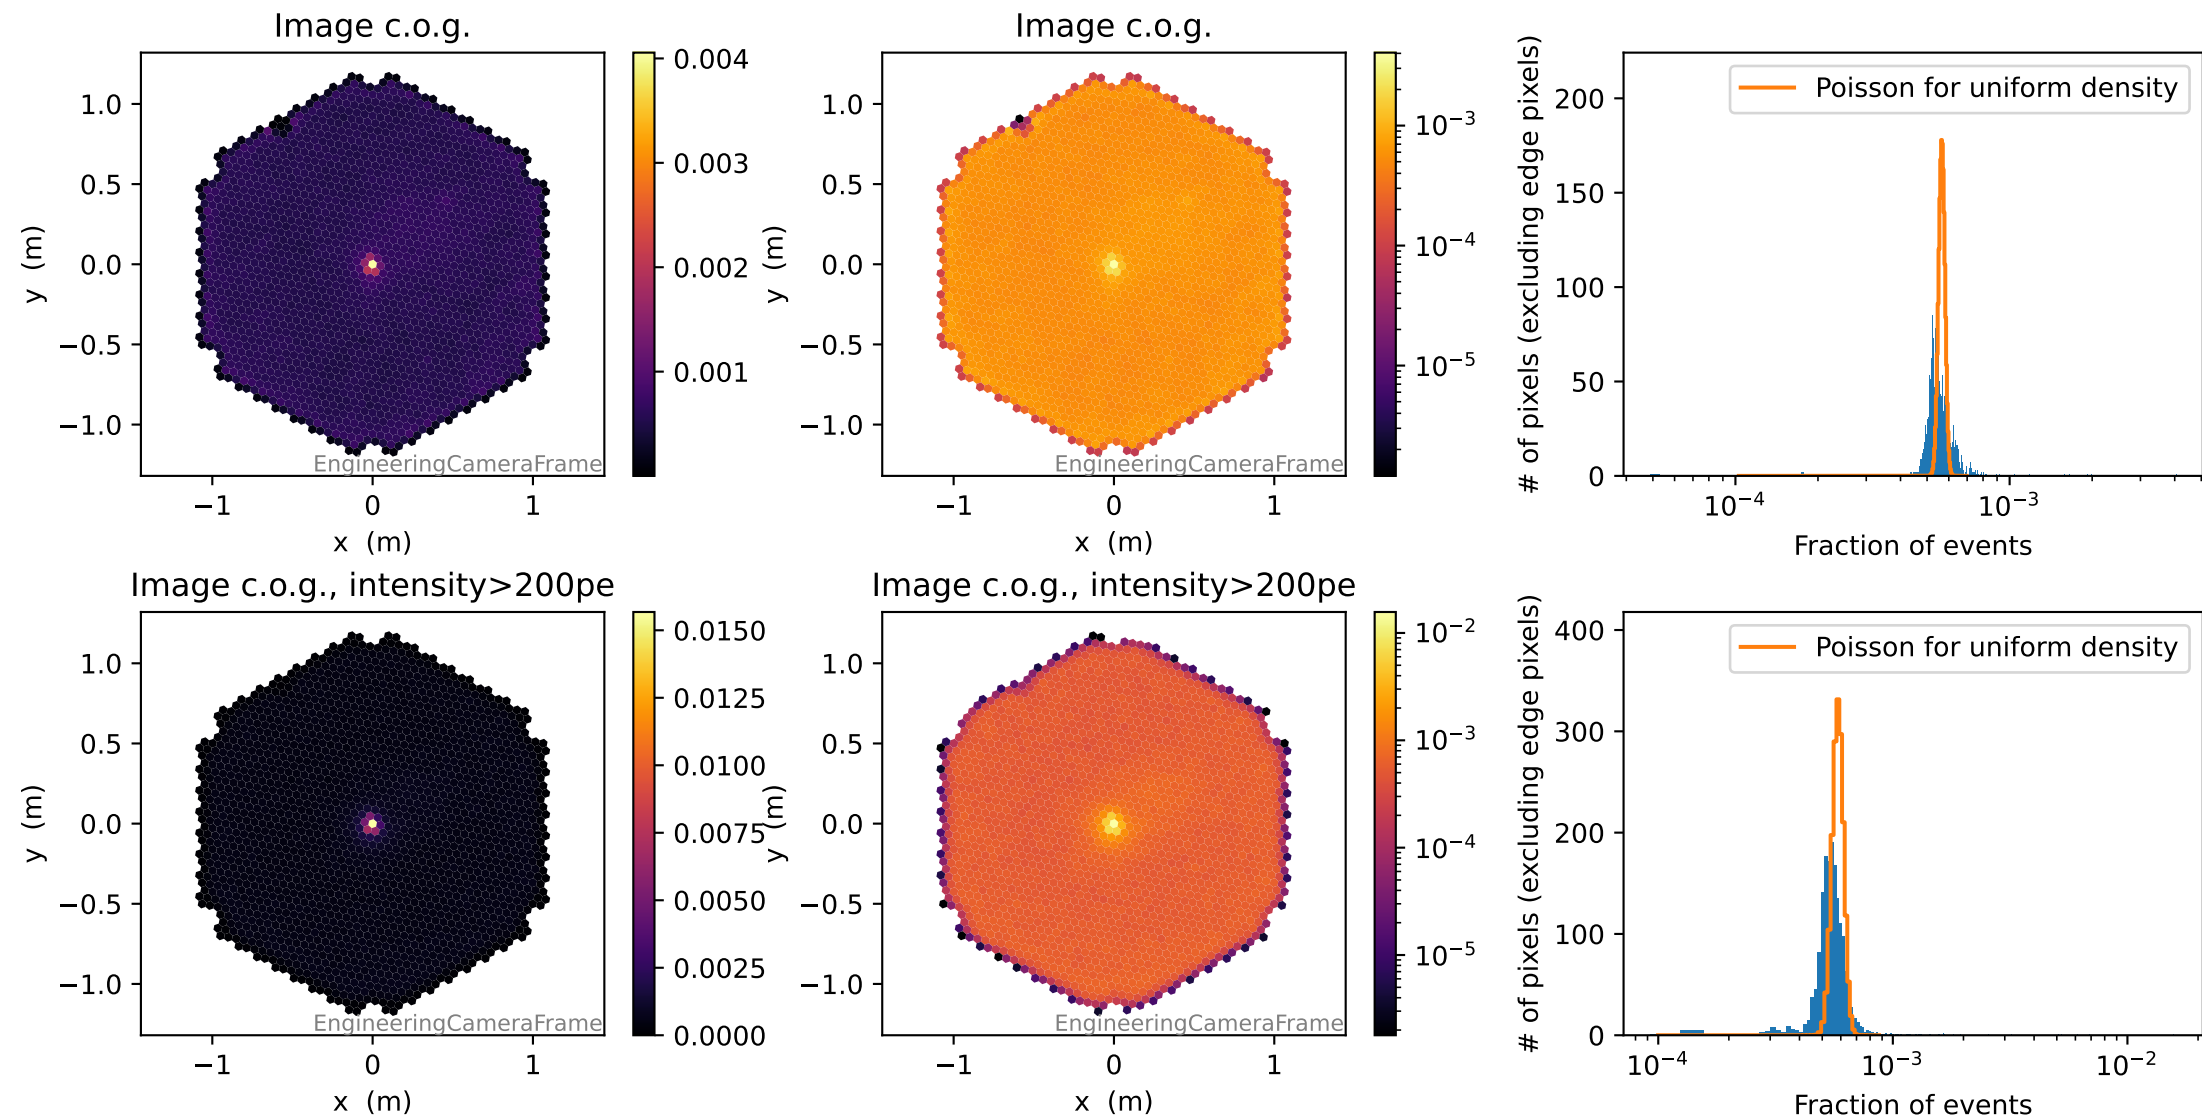 Image c.o.g.
1.0
0.5
0.0
−0.5
−1.0
y (m)
−1
0
1
x (m)
EngineeringCameraFrame
0.004
0.003
0.002
0.001
Image c.o.g.
1.0
0.5
0.0
−0.5
−1.0
y (m)
−1
0
1
x (m)
EngineeringCameraFrame
10⁻³
10⁻⁴
10⁻⁵
Poisson for uniform density
200
150
100
50
0
# of pixels (excluding edge pixels)
10⁻⁴
10⁻³
Fraction of events
Image c.o.g., intensity>200pe
1.0
0.5
0.0
−0.5
−1.0
y (m)
−1
0
1
x (m)
EngineeringCameraFrame
0.0150
0.0125
0.0100
0.0075
0.0050
0.0025
0.0000
Image c.o.g., intensity>200pe
1.0
0.5
0.0
−0.5
−1.0
y (m)
−1
0
1
x (m)
EngineeringCameraFrame
10⁻²
10⁻³
10⁻⁴
10⁻⁵
Poisson for uniform density
400
300
200
100
0
# of pixels (excluding edge pixels)
10⁻⁴
10⁻³
10⁻²
Fraction of events